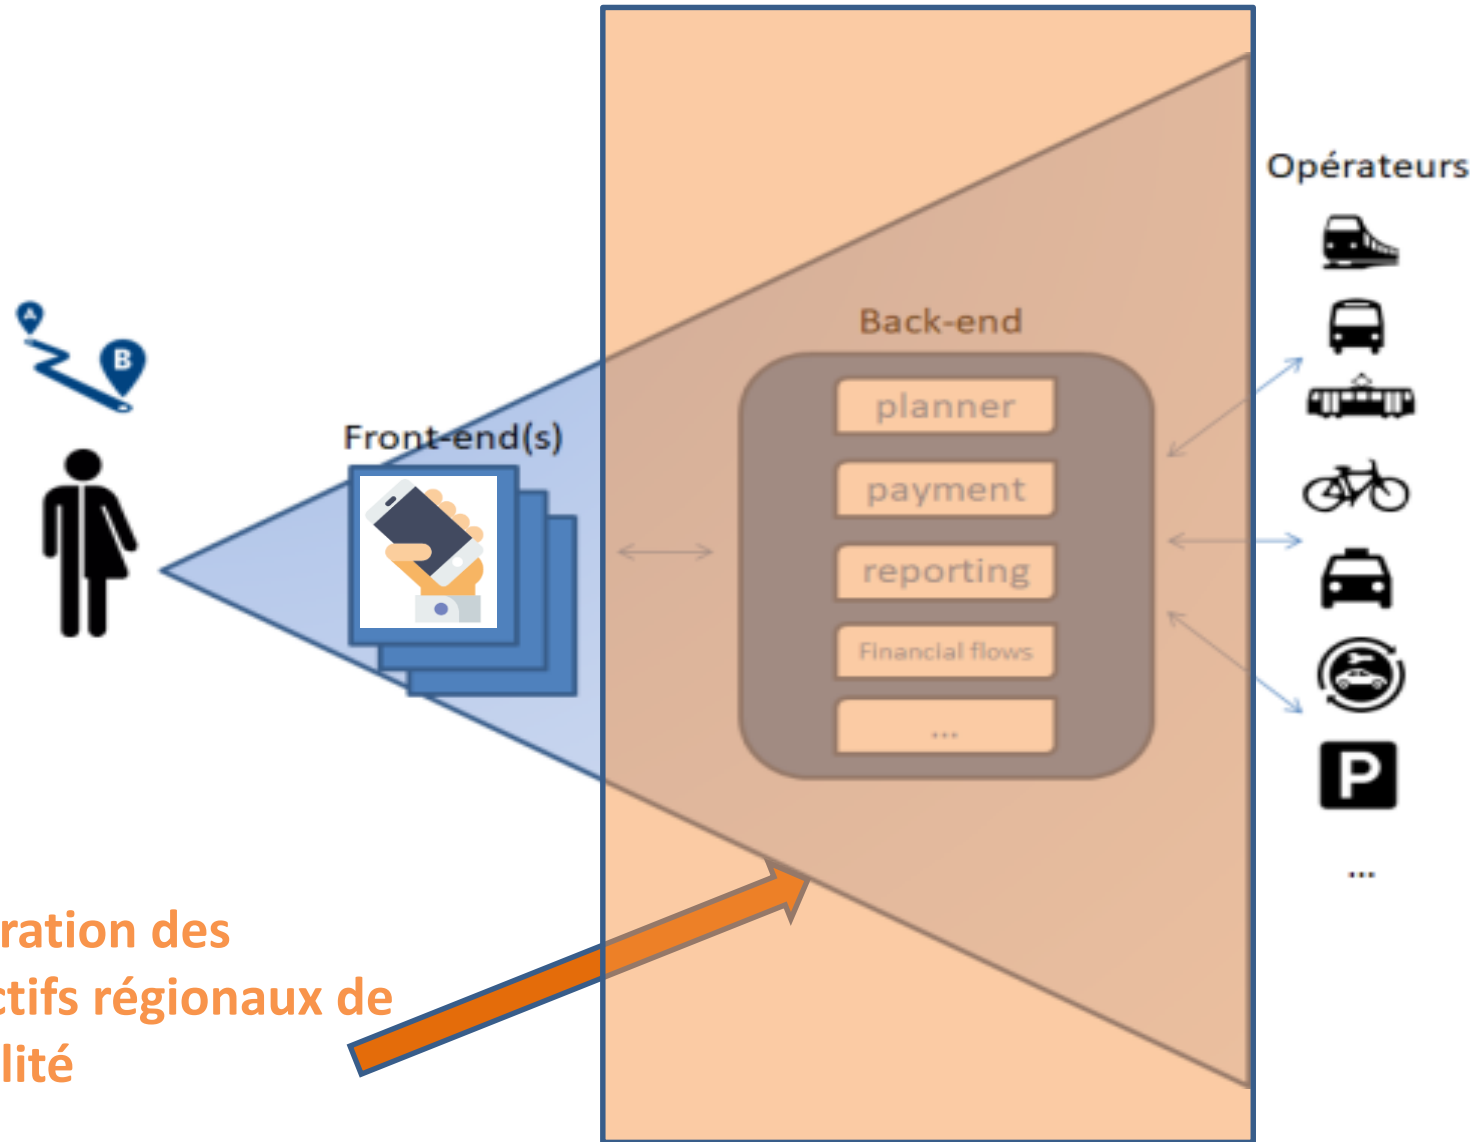 Opérateurs
A
B
Back-end
Front-end(s)
planner
payment
reporting
Financial flows
...
P
...
ration des
ctifs régionaux de
lité